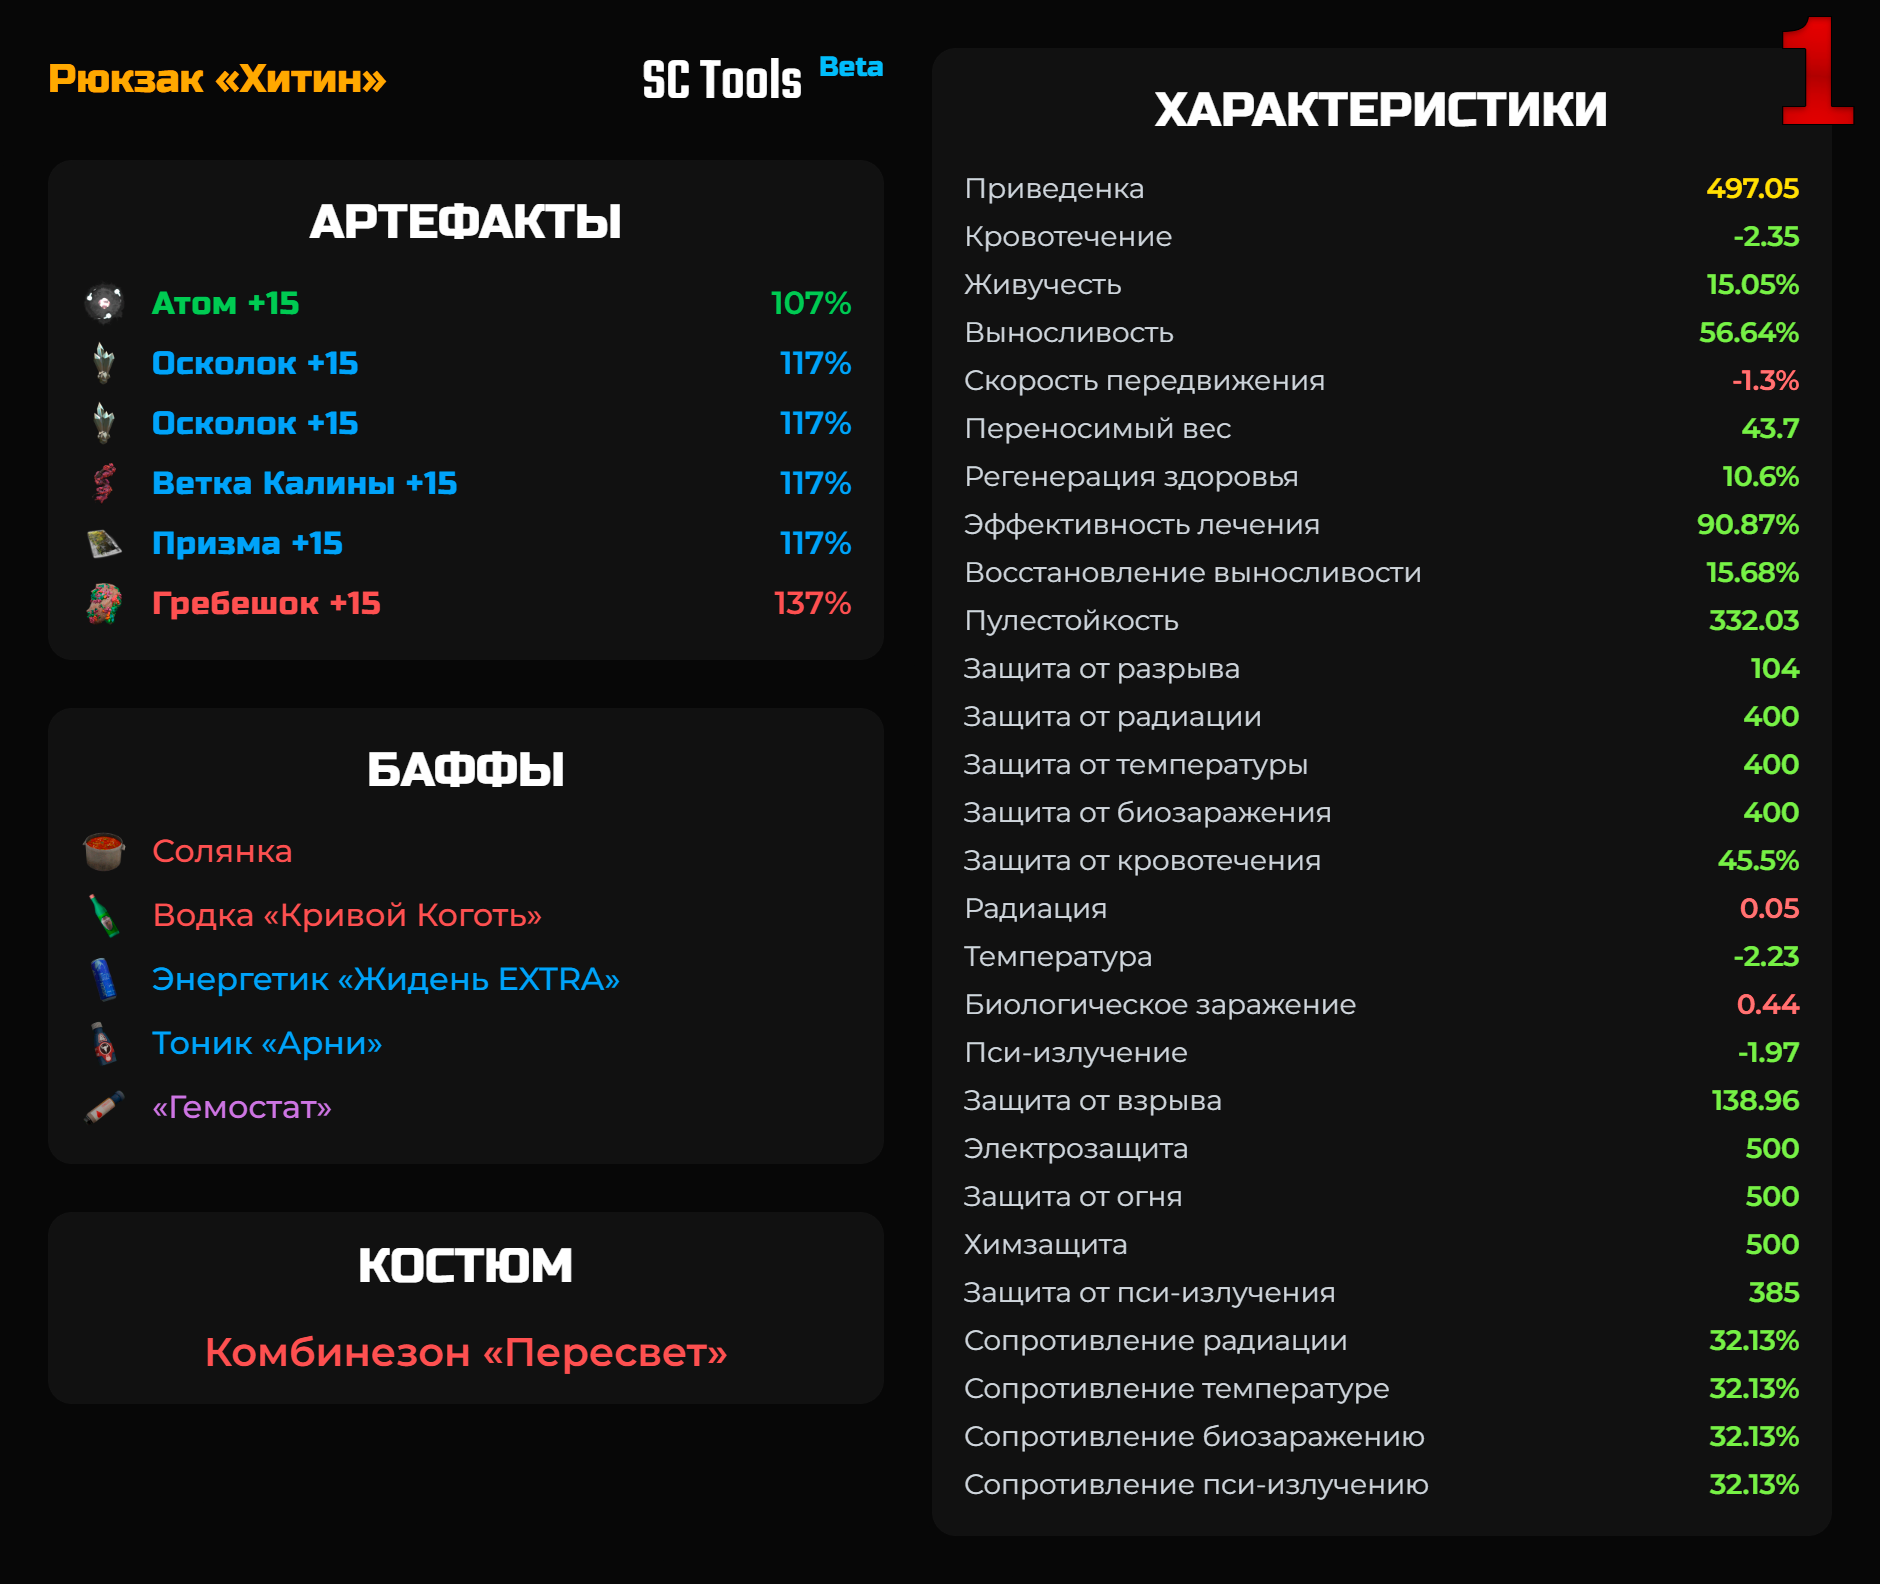 Рюкзак «Хитин»
SC Tools Beta
АРТЕФАКТЫ
Атом +15 107%
Осколок +15 117%
Осколок +15 117%
Ветка Калины +15 117%
Призма +15 117%
Гребешок +15 137%
БАФФЫ
Солянка
Водка «Кривой Коготь»
Энергетик «Жидень EXTRA»
Тоник «Арни»
«Гемостат»
КОСТЮМ
Комбинезон «Пересвет»
1
ХАРАКТЕРИСТИКИ
Приведенка 497.05
Кровотечение -2.35
Живучесть 15.05%
Выносливость 56.64%
Скорость передвижения -1.3%
Переносимый вес 43.7
Регенерация здоровья 10.6%
Эффективность лечения 90.87%
Восстановление выносливости 15.68%
Пулестойкость 332.03
Защита от разрыва 104
Защита от радиации 400
Защита от температуры 400
Защита от биозаражения 400
Защита от кровотечения 45.5%
Радиация 0.05
Температура -2.23
Биологическое заражение 0.44
Пси-излучение -1.97
Защита от взрыва 138.96
Электрозащита 500
Защита от огня 500
Химзащита 500
Защита от пси-излучения 385
Сопротивление радиации 32.13%
Сопротивление температуре 32.13%
Сопротивление биозаражению 32.13%
Сопротивление пси-излучению 32.13%